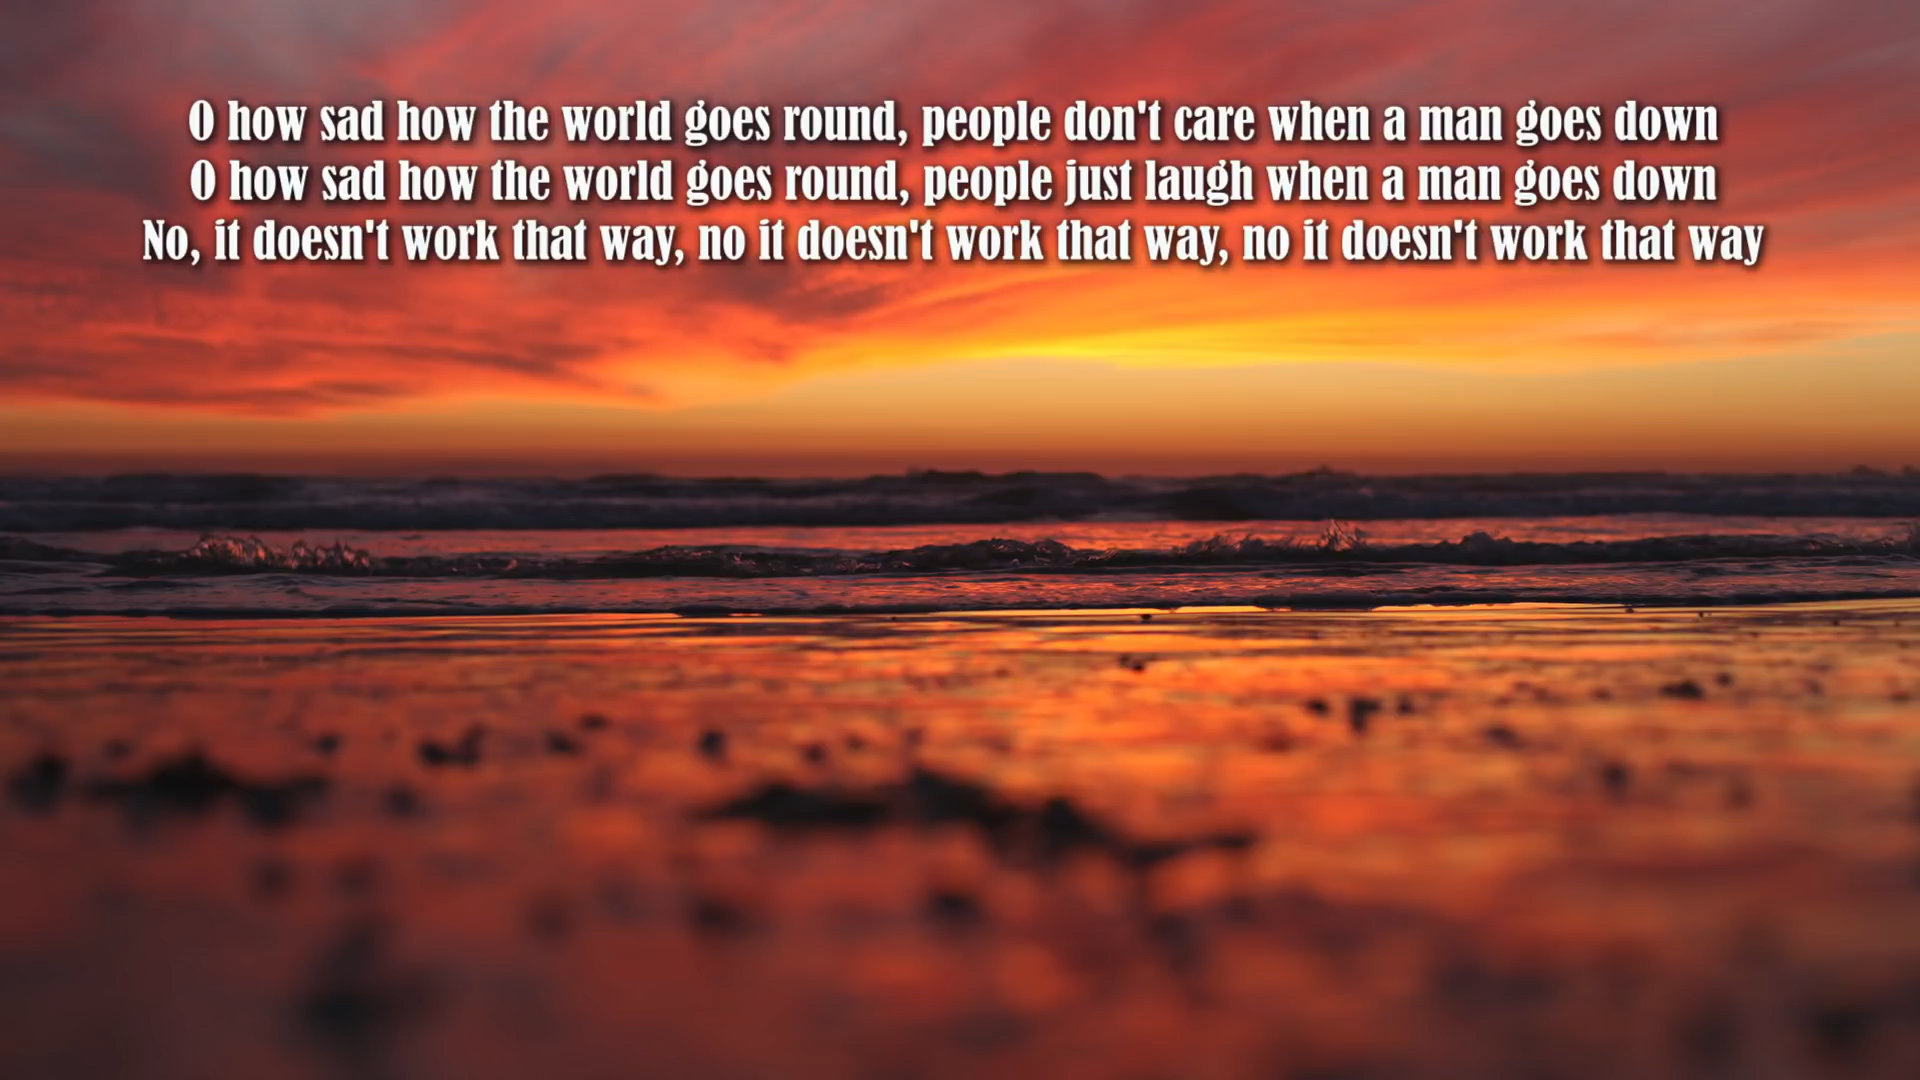 O how sad how the world goes round, people don't care when a man goes down
O how sad how the world goes round, people just laugh when a man goes down
No, it doesn't work that way, no it doesn't work that way, no it doesn't work that way